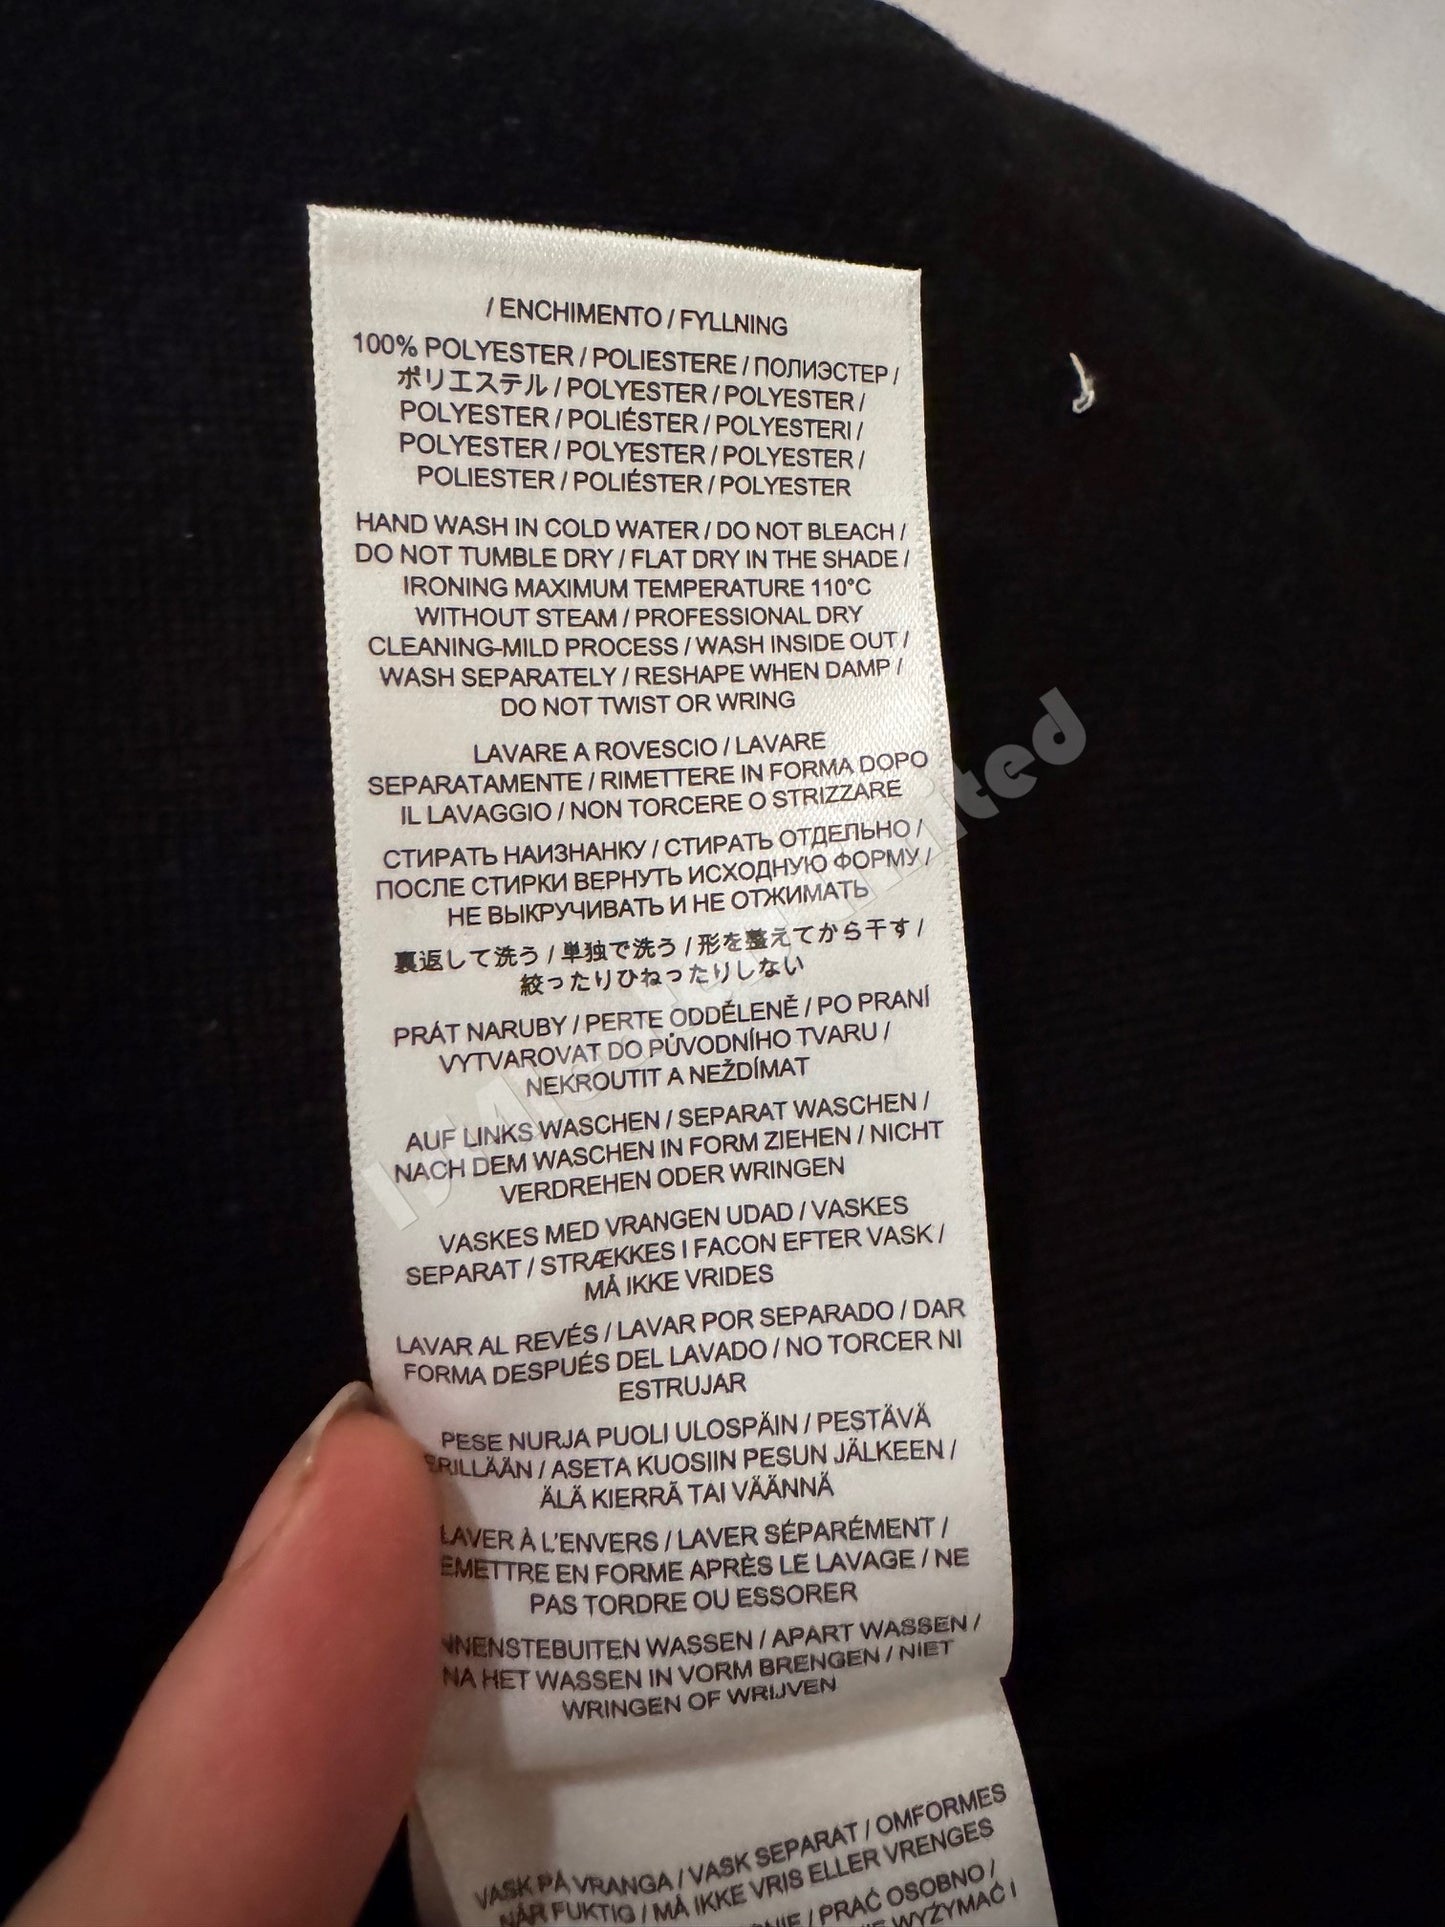 / ENCHIMENTO / FYLLNING
100% POLYESTER / POLIESTERE / ПОЛИЭСТЕР /
ポリエステル / POLYESTER / POLYESTER /
POLYESTER / POLIÉSTER / POLYESTERI /
POLYESTER / POLYESTER / POLYESTER /
POLIESTER / POLIÉSTER / POLYESTER
HAND WASH IN COLD WATER / DO NOT BLEACH /
DO NOT TUMBLE DRY / FLAT DRY IN THE SHADE /
IRONING MAXIMUM TEMPERATURE 110°C
WITHOUT STEAM / PROFESSIONAL DRY
CLEANING-MILD PROCESS / WASH INSIDE OUT /
WASH SEPARATELY / RESHAPE WHEN DAMP /
DO NOT TWIST OR WRING
LAVARE A ROVESCIO / LAVARE
SEPARATAMENTE / RIMETTERE IN FORMA DOPO
IL LAVAGGIO / NON TORCERE O STRIZZARE
СТИРАТЬ НАИЗНАНКУ / СТИРАТЬ ОТДЕЛЬНО /
ПОСЛЕ СТИРКИ ВЕРНУТЬ ИСХОДНУЮ ФОРМУ /
НЕ ВЫКРУЧИВАТЬ И НЕ ОТЖИМАТЬ
裏返して洗う / 単独で洗う / 形を整えてから干す /
絞ったりひねったりしない
PRÁT NARUBY / PERTE ODDĚLENĚ / PO PRANÍ
VYTVAROVAT DO PŮVODNÍHO TVARU /
NEKROUTIT A NEŽDÍMAT
AUF LINKS WASCHEN / SEPARAT WASCHEN /
NACH DEM WASCHEN IN FORM ZIEHEN / NICHT
VERDREHEN ODER WRINGEN
VASKES MED VRANGEN UDAD / VASKES
SEPARAT / STRÆKKES I FACON EFTER VASK /
MÅ IKKE VRIDES
LAVAR AL REVÉS / LAVAR POR SEPARADO / DAR
FORMA DESPUÉS DEL LAVADO / NO TORCER NI
ESTRUJAR
PESE NURJA PUOLI ULOSPÄIN / PESTÄVÄ
ERILLÄÄN / ASETA KUOSIIN PESUN JÄLKEEN /
ÄLÄ KIERRÄ TAI VÄÄNNÄ
LAVER À L'ENVERS / LAVER SÉPARÉMENT /
EMETTRE EN FORME APRÈS LE LAVAGE / NE
PAS TORDRE OU ESSORER
NNENSTEBUITEN WASSEN / APART WASSEN /
NA HET WASSEN IN VORM BRENGEN / NIET
WRINGEN OF WRIJVEN
VASK PÅ VRANGA / VASK SEPARAT / OMFORMES
NÅR FUKTIG / MÅ IKKE VRIS ELLER VRENGES
/ PRAĆ OSOBNO /
WYŻYMAĆ I